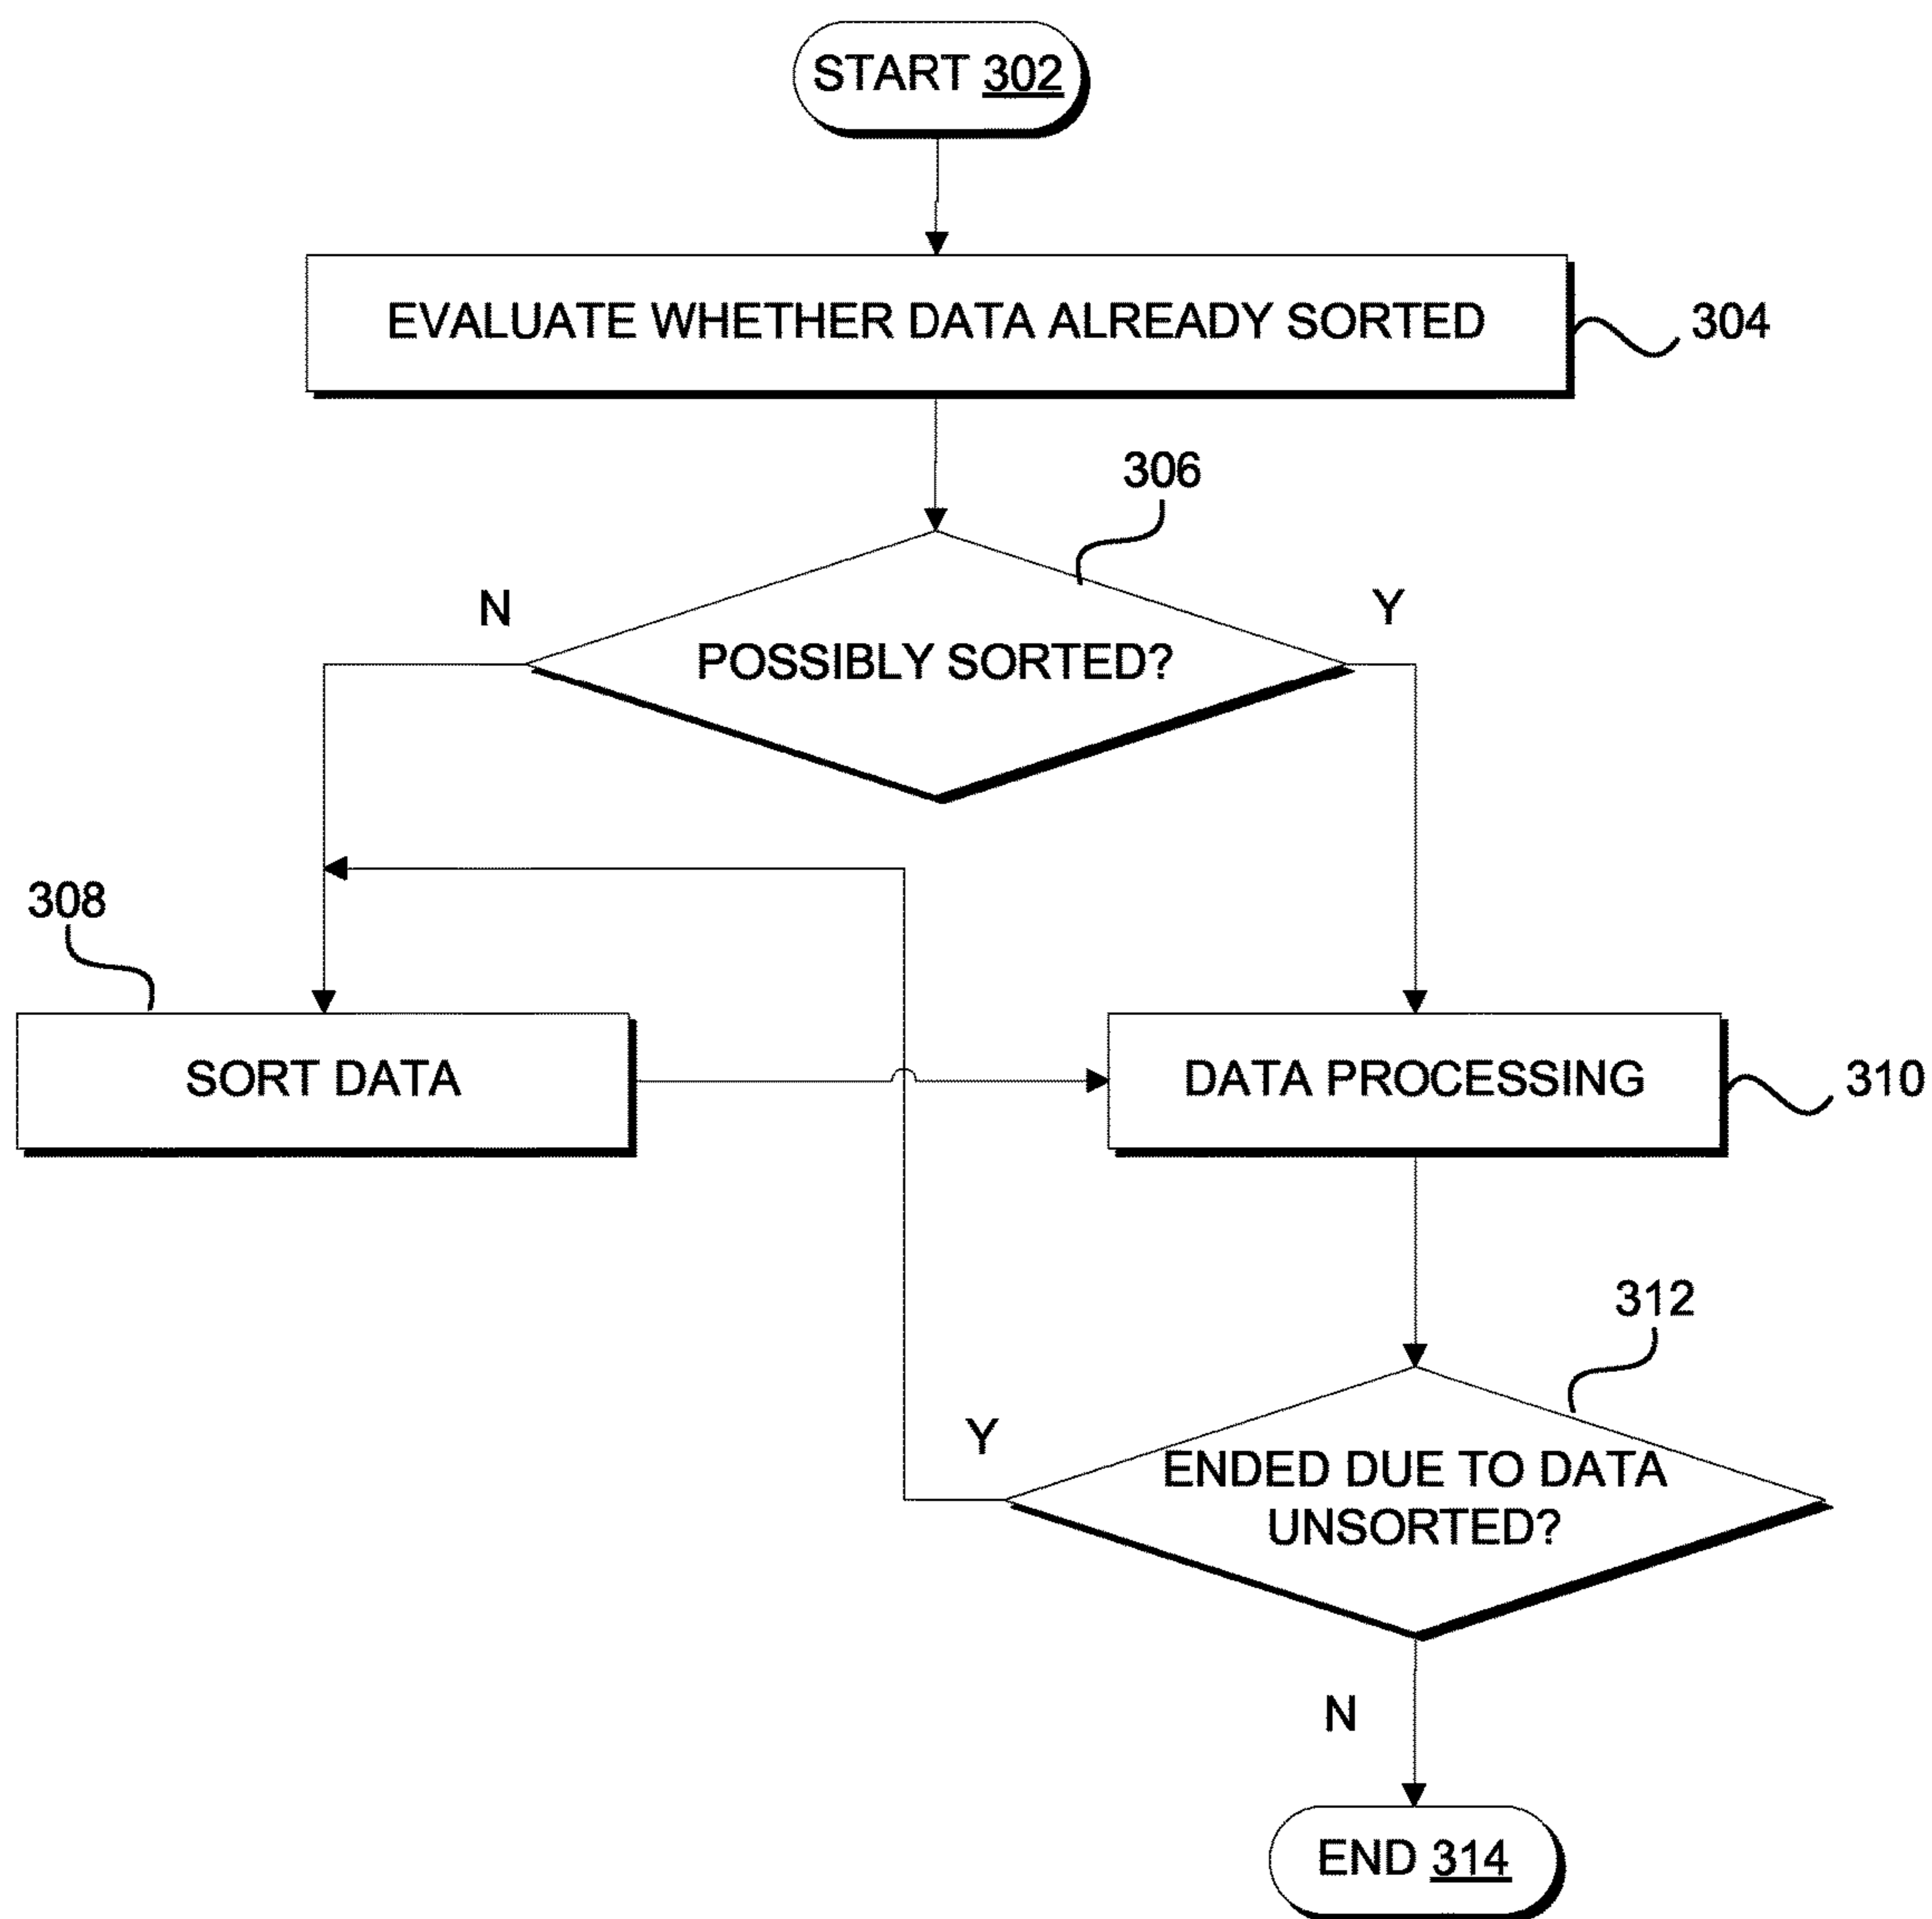 START 302
EVALUATE WHETHER DATA ALREADY SORTED
304
306
N
Y
POSSIBLY SORTED?
308
SORT DATA
DATA PROCESSING
310
312
Y
ENDED DUE TO DATA
UNSORTED?
N
END 314